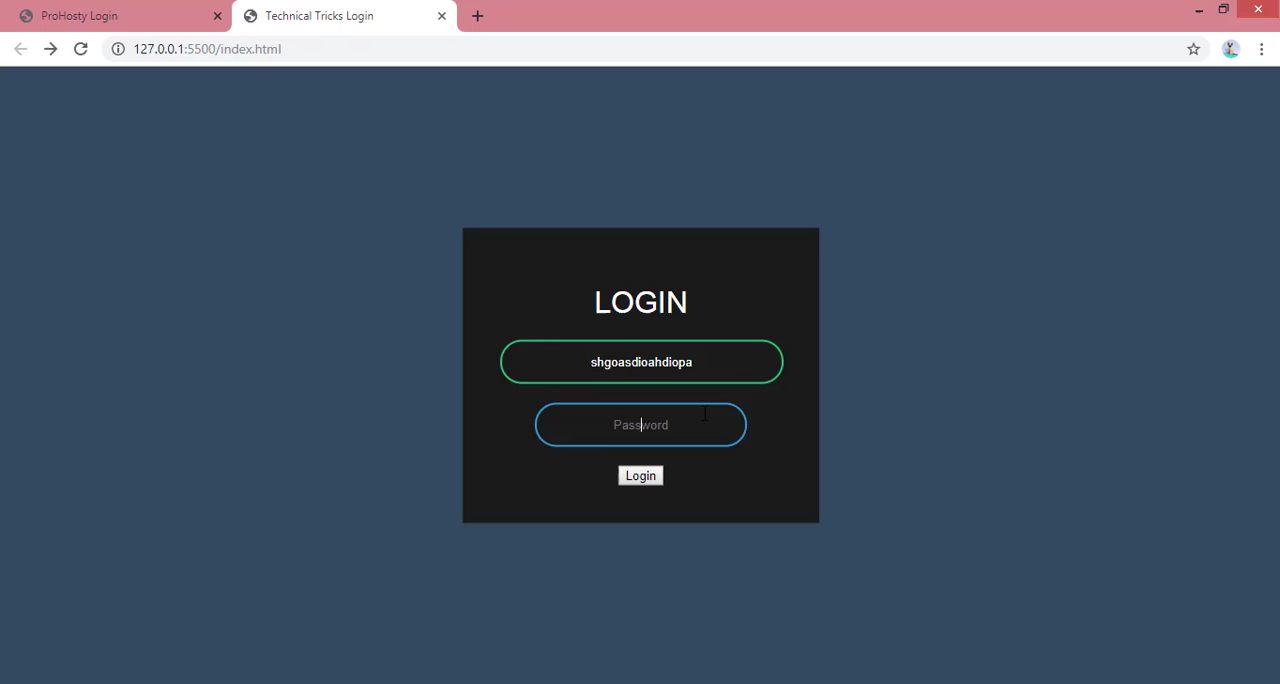 ProHosty Login
Technical Tricks Login
127.0.0.1:5500/index.html
LOGIN
shgoasdioahdiopa
Password
Login